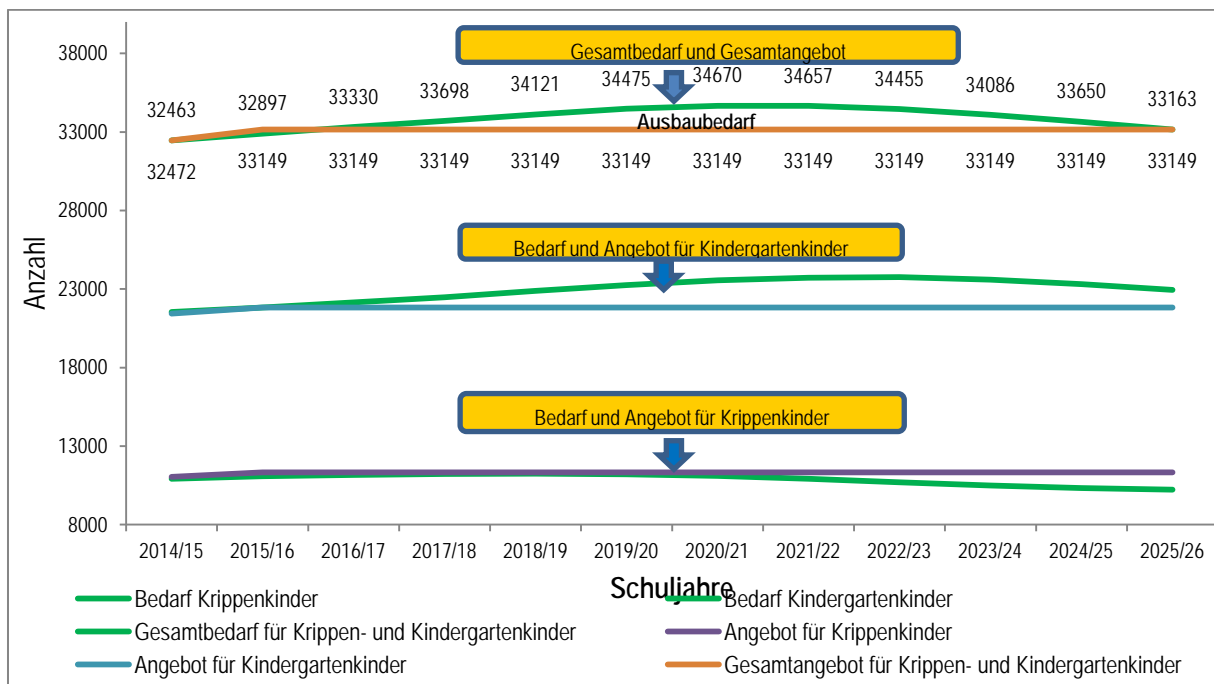 38000
Gesamtbedarf und Gesamtangebot
32463 32897 33330 33698 34121 34475 34670 34657 34455 34086 33650 33163
33000
Ausbaubedarf
32472 33149 33149 33149 33149 33149 33149 33149 33149 33149 33149 33149
28000
Bedarf und Angebot für Kindergartenkinder
Anzahl
23000
18000
Bedarf und Angebot für Krippenkinder
13000
8000
2014/15 2015/16 2016/17 2017/18 2018/19 2019/20 2020/21 2021/22 2022/23 2023/24 2024/25 2025/26
Schuljahre
Bedarf Krippenkinder Bedarf Kindergartenkinder
Gesamtbedarf für Krippen- und Kindergartenkinder Angebot für Krippenkinder
Angebot für Kindergartenkinder Gesamtangebot für Krippen- und Kindergartenkinder